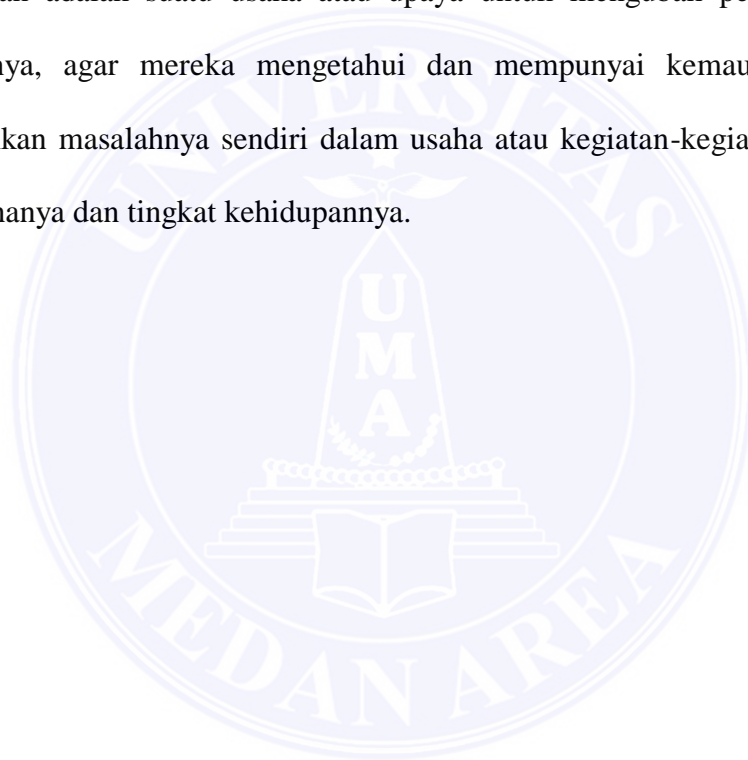 adalah suatu usaha atau upaya untuk mengubah
nya, agar mereka mengetahui dan mempunyai kemau
kan masalahnya sendiri dalam usaha atau kegiatan-kegia
hanya dan tingkat kehidupannya.
UNIVERSITAS
U
M
A
MEDAN AREA